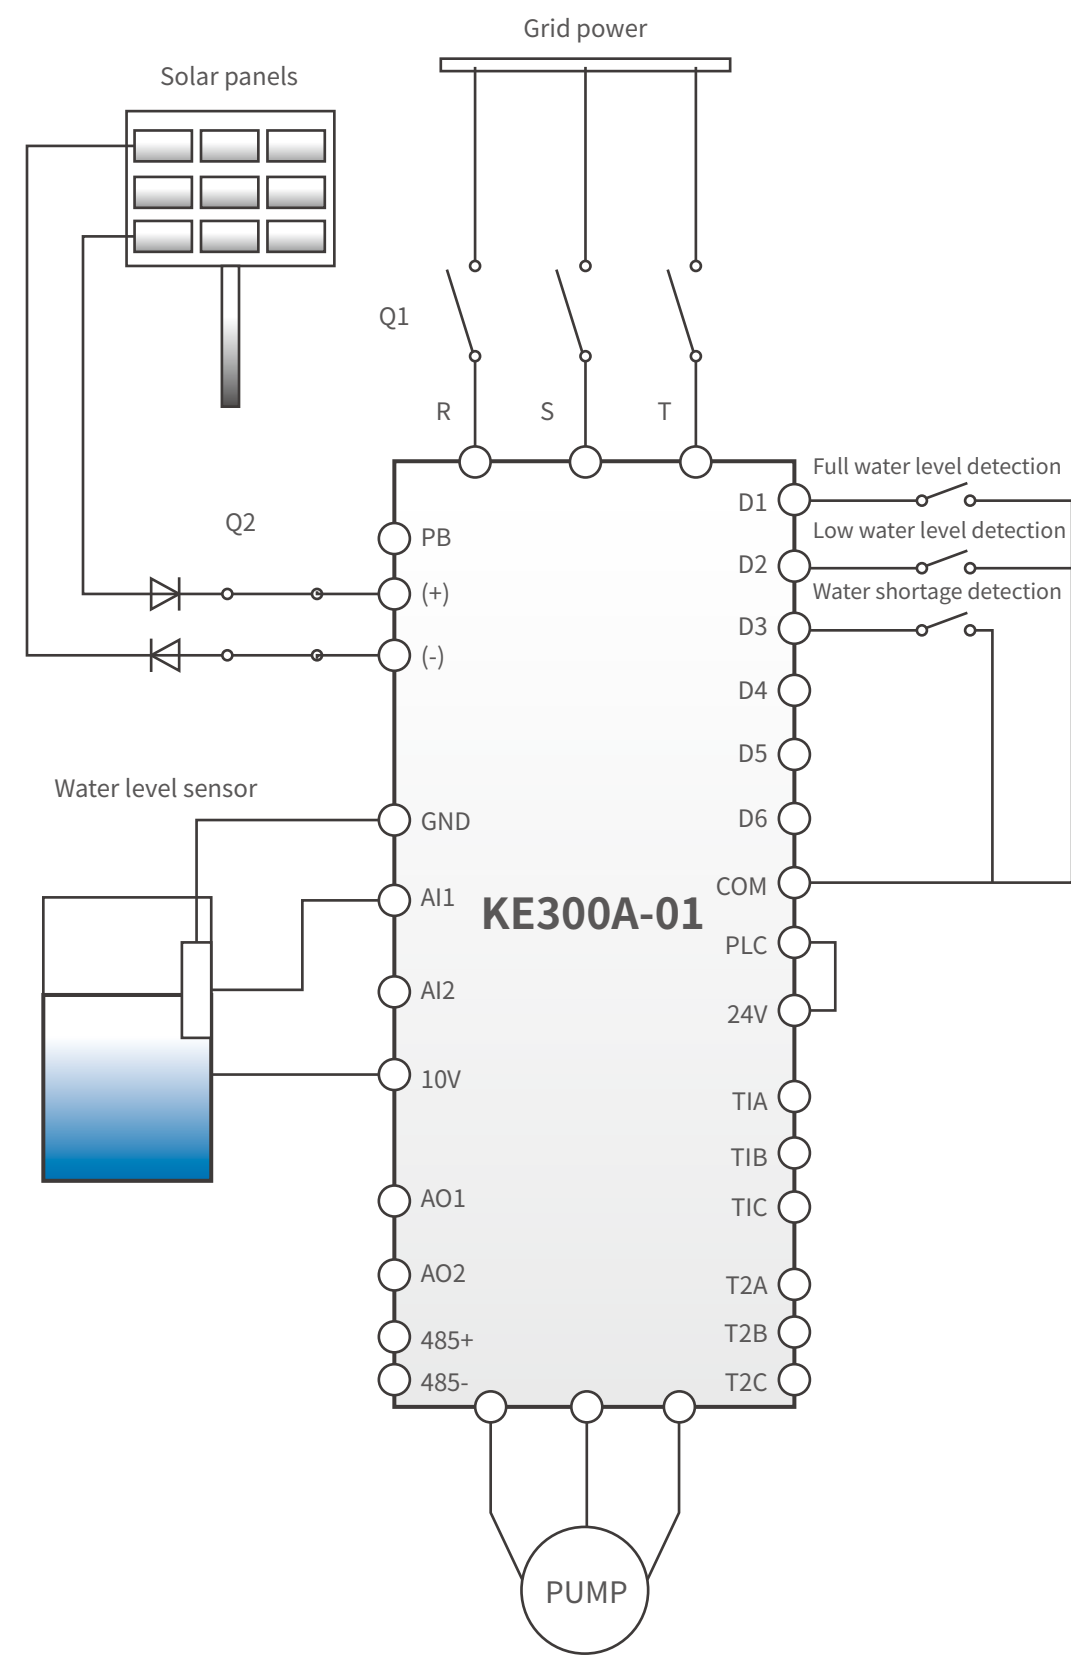 Grid power
Solar panels
Q1
R S T
Full water level detection
D1
Low water level detection
Q2
PB
D2
(+)
Water shortage detection
D3
(-)
D4
D5
Water level sensor
GND
D6
AI1
COM
KE300A-01
PLC
AI2
24V
10V
TIA
TIB
AO1
TIC
AO2
T2A
485+
T2B
485-
T2C
PUMP